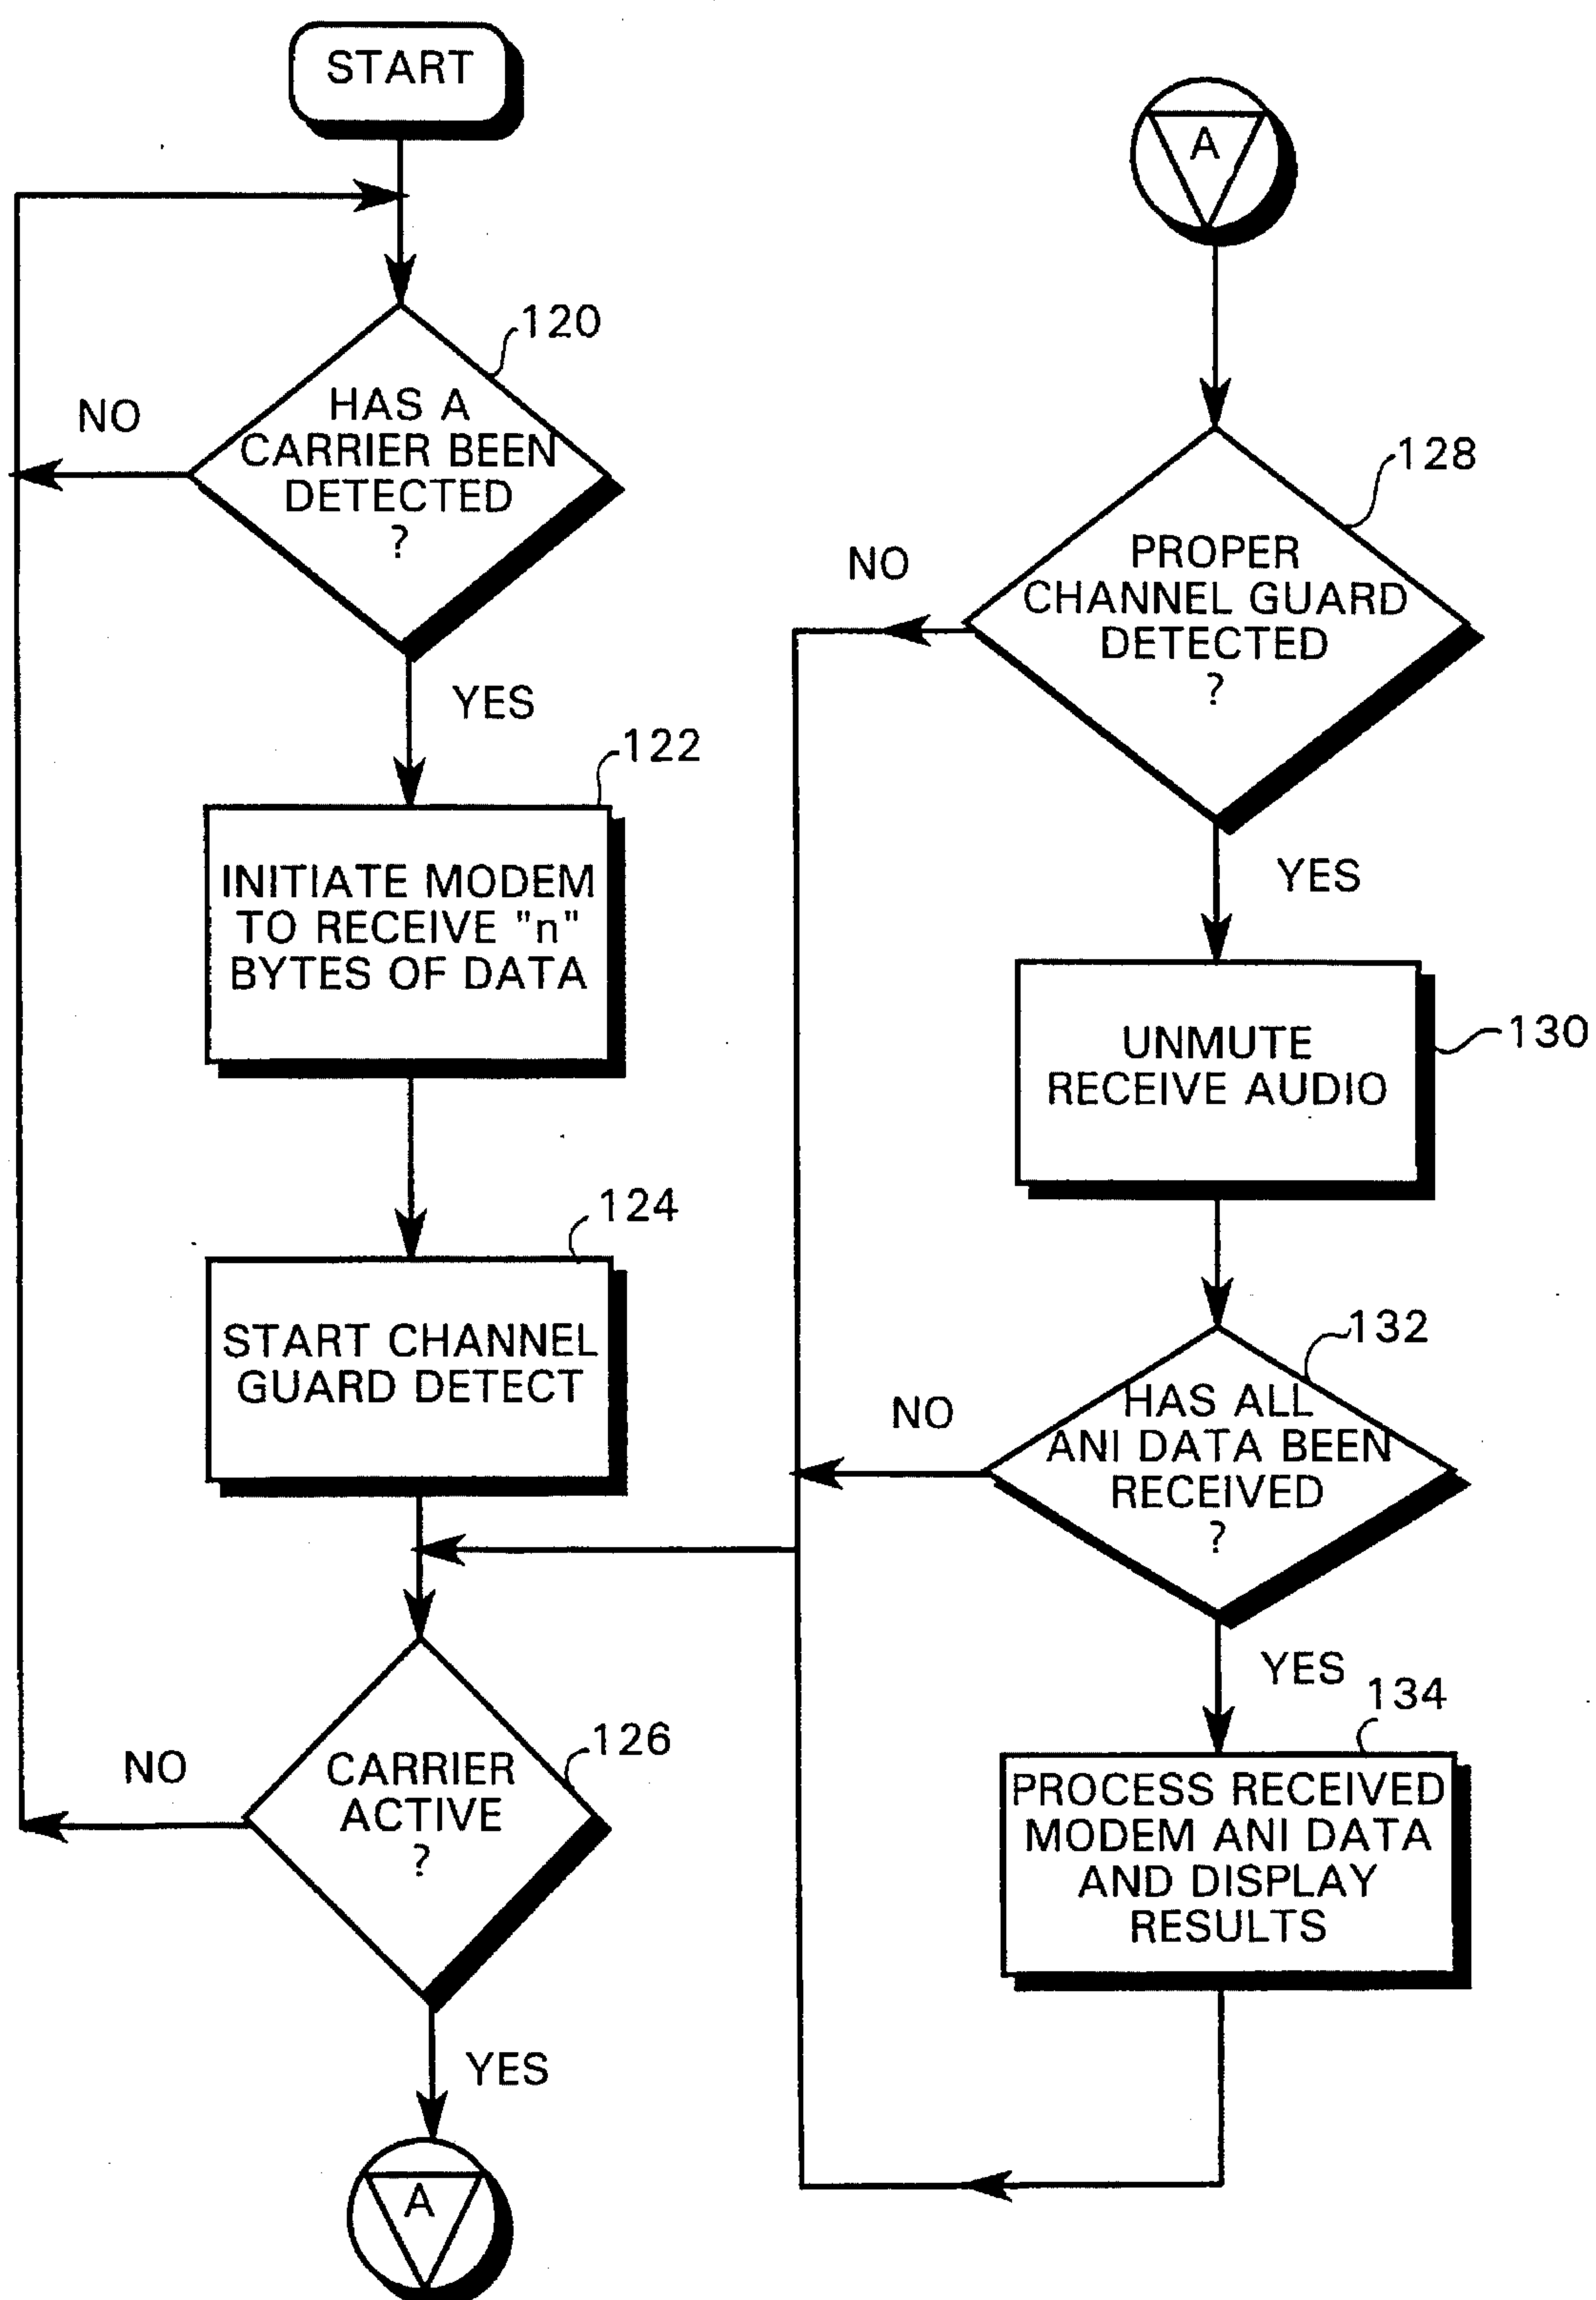 START
120
HAS A
CARRIER BEEN
DETECTED
?
NO
YES
122
INITIATE MODEM
TO RECEIVE "n"
BYTES OF DATA
124
START CHANNEL
GUARD DETECT
126
CARRIER
ACTIVE
?
NO
YES
A
A
128
PROPER
CHANNEL GUARD
DETECTED
?
NO
YES
130
UNMUTE
RECEIVE AUDIO
132
HAS ALL
ANI DATA BEEN
RECEIVED
?
NO
YES
134
PROCESS RECEIVED
MODEM ANI DATA
AND DISPLAY
RESULTS